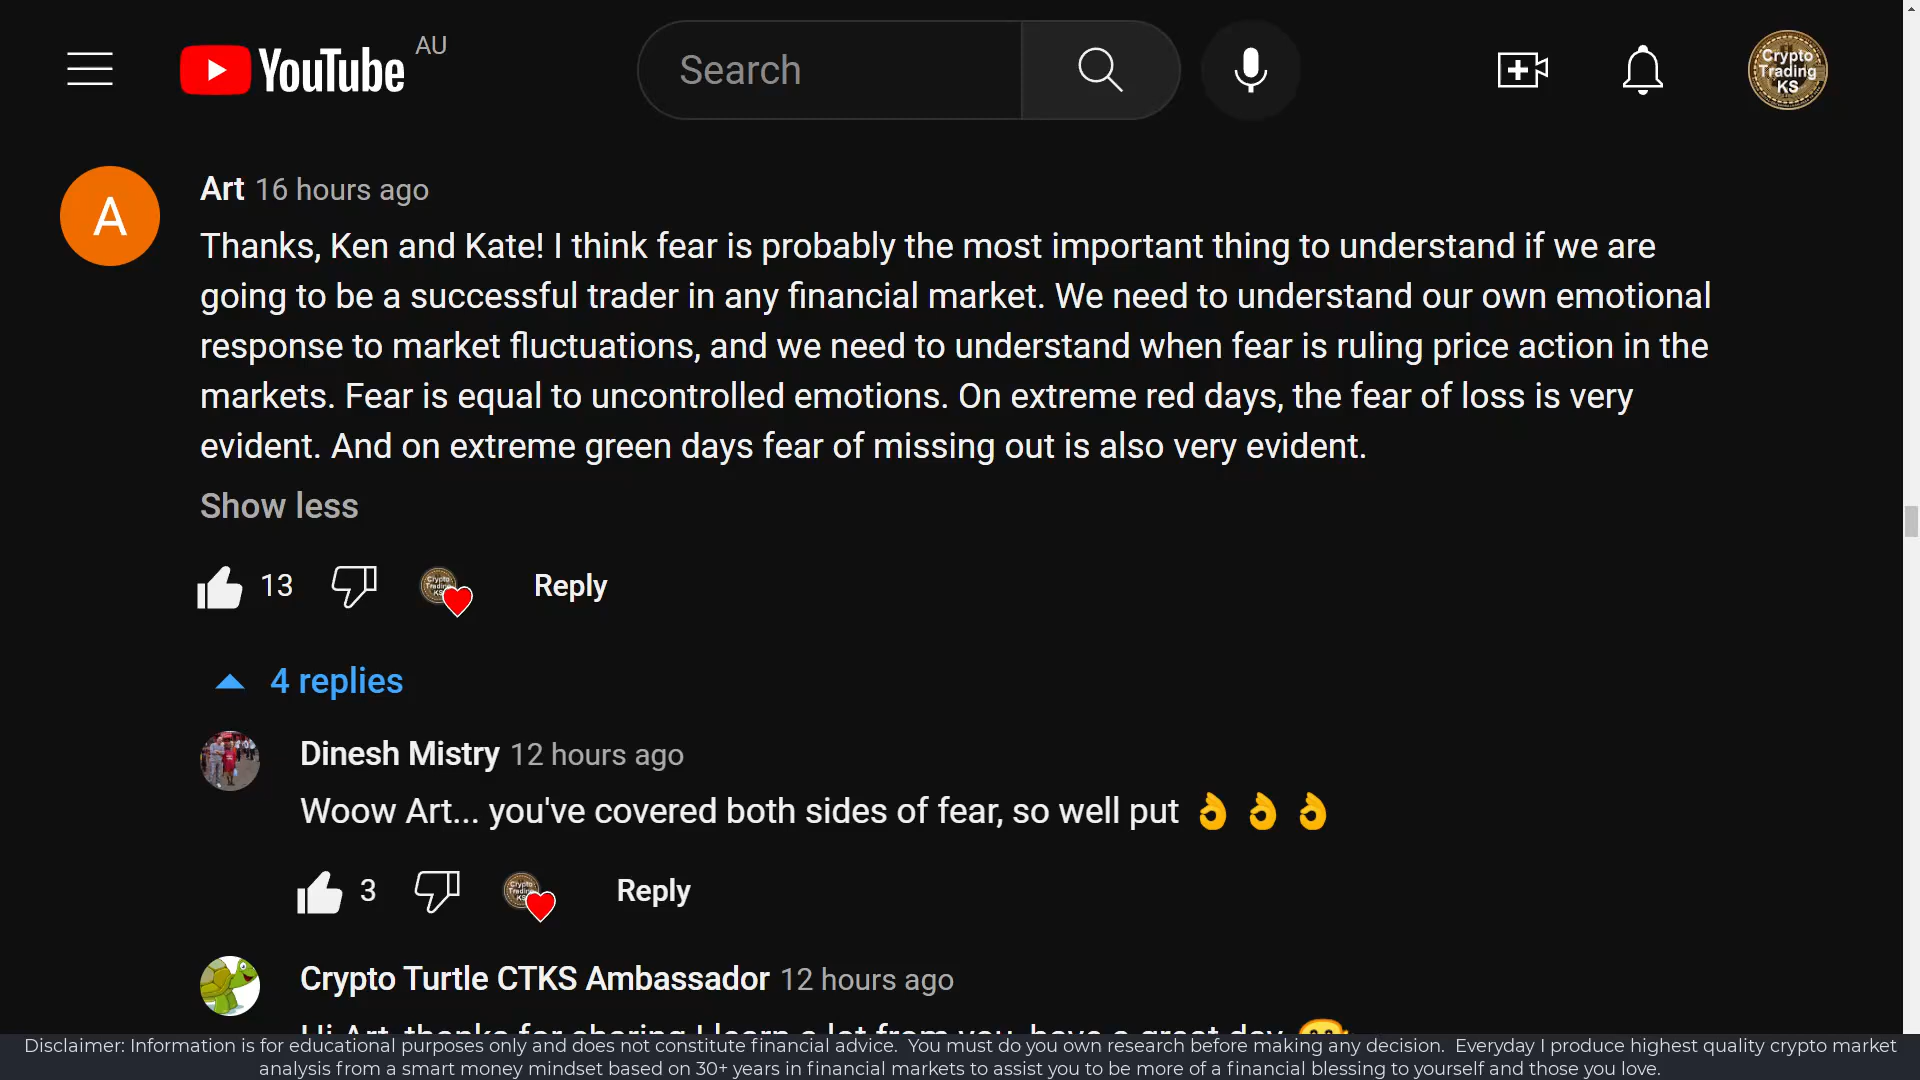 YouTube AU
Search
Crypto
Trading
KS
A
Art 16 hours ago
Thanks, Ken and Kate! I think fear is probably the most important thing to understand if we are
going to be a successful trader in any financial market. We need to understand our own emotional
response to market fluctuations, and we need to understand when fear is ruling price action in the
markets. Fear is equal to uncontrolled emotions. On extreme red days, the fear of loss is very
evident. And on extreme green days fear of missing out is also very evident.
Show less
13 Reply
4 replies
Dinesh Mistry 12 hours ago
Woow Art... you've covered both sides of fear, so well put 👌 👌 👌
3 Reply
Crypto Turtle CTKS Ambassador 12 hours ago
Hi Art, thanks for sharing I learn a lot from you, have a great day
Disclaimer: Information is for educational purposes only and does not constitute financial advice. You must do you own research before making any decision. Everyday I produce highest quality crypto market
analysis from a smart money mindset based on 30+ years in financial markets to assist you to be more of a financial blessing to yourself and those you love.